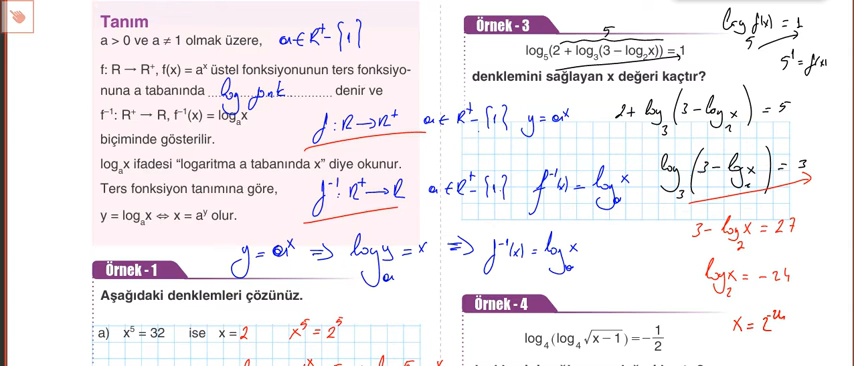 Tanım
a > 0 ve a ≠ 1 olmak üzere, a∈R⁺-{1}
f: R → R⁺, f(x) = aˣ üstel fonksiyonunun ters fonksiyo-
nuna a tabanında log fonk denir ve
f⁻¹: R⁺ → R, f⁻¹(x) = logₐx
biçiminde gösterilir.
f: R→R⁺ a∈R⁺-{1} y=aˣ
logₐx ifadesi “logaritma a tabanında x” diye okunur.
Ters fonksiyon tanımına göre,
f⁻¹: R⁺→R a∈R⁺-{1} f⁻¹(x)=logₐx
y = logₐx ⇔ x = aʸ olur.
y=aˣ ⇒ logₐy=x ⇒ f⁻¹(x)=logₐx
Örnek - 1
Aşağıdaki denklemleri çözünüz.
a) x⁵ = 32 ise x = 2 x⁵=2⁵
Örnek - 3
5
log₅(2 + log₃(3 – log₂x)) = 1
denklemini sağlayan x değeri kaçtır?
log₅f(x)=1
5¹=f(x)
2+log₃(3-log₂x)=5
log₃(3-log₂x)=3
3-log₂x=27
log₂x=-24
x=2⁻²⁴
Örnek - 4
log₄(log₄√(x – 1)) = –1/2